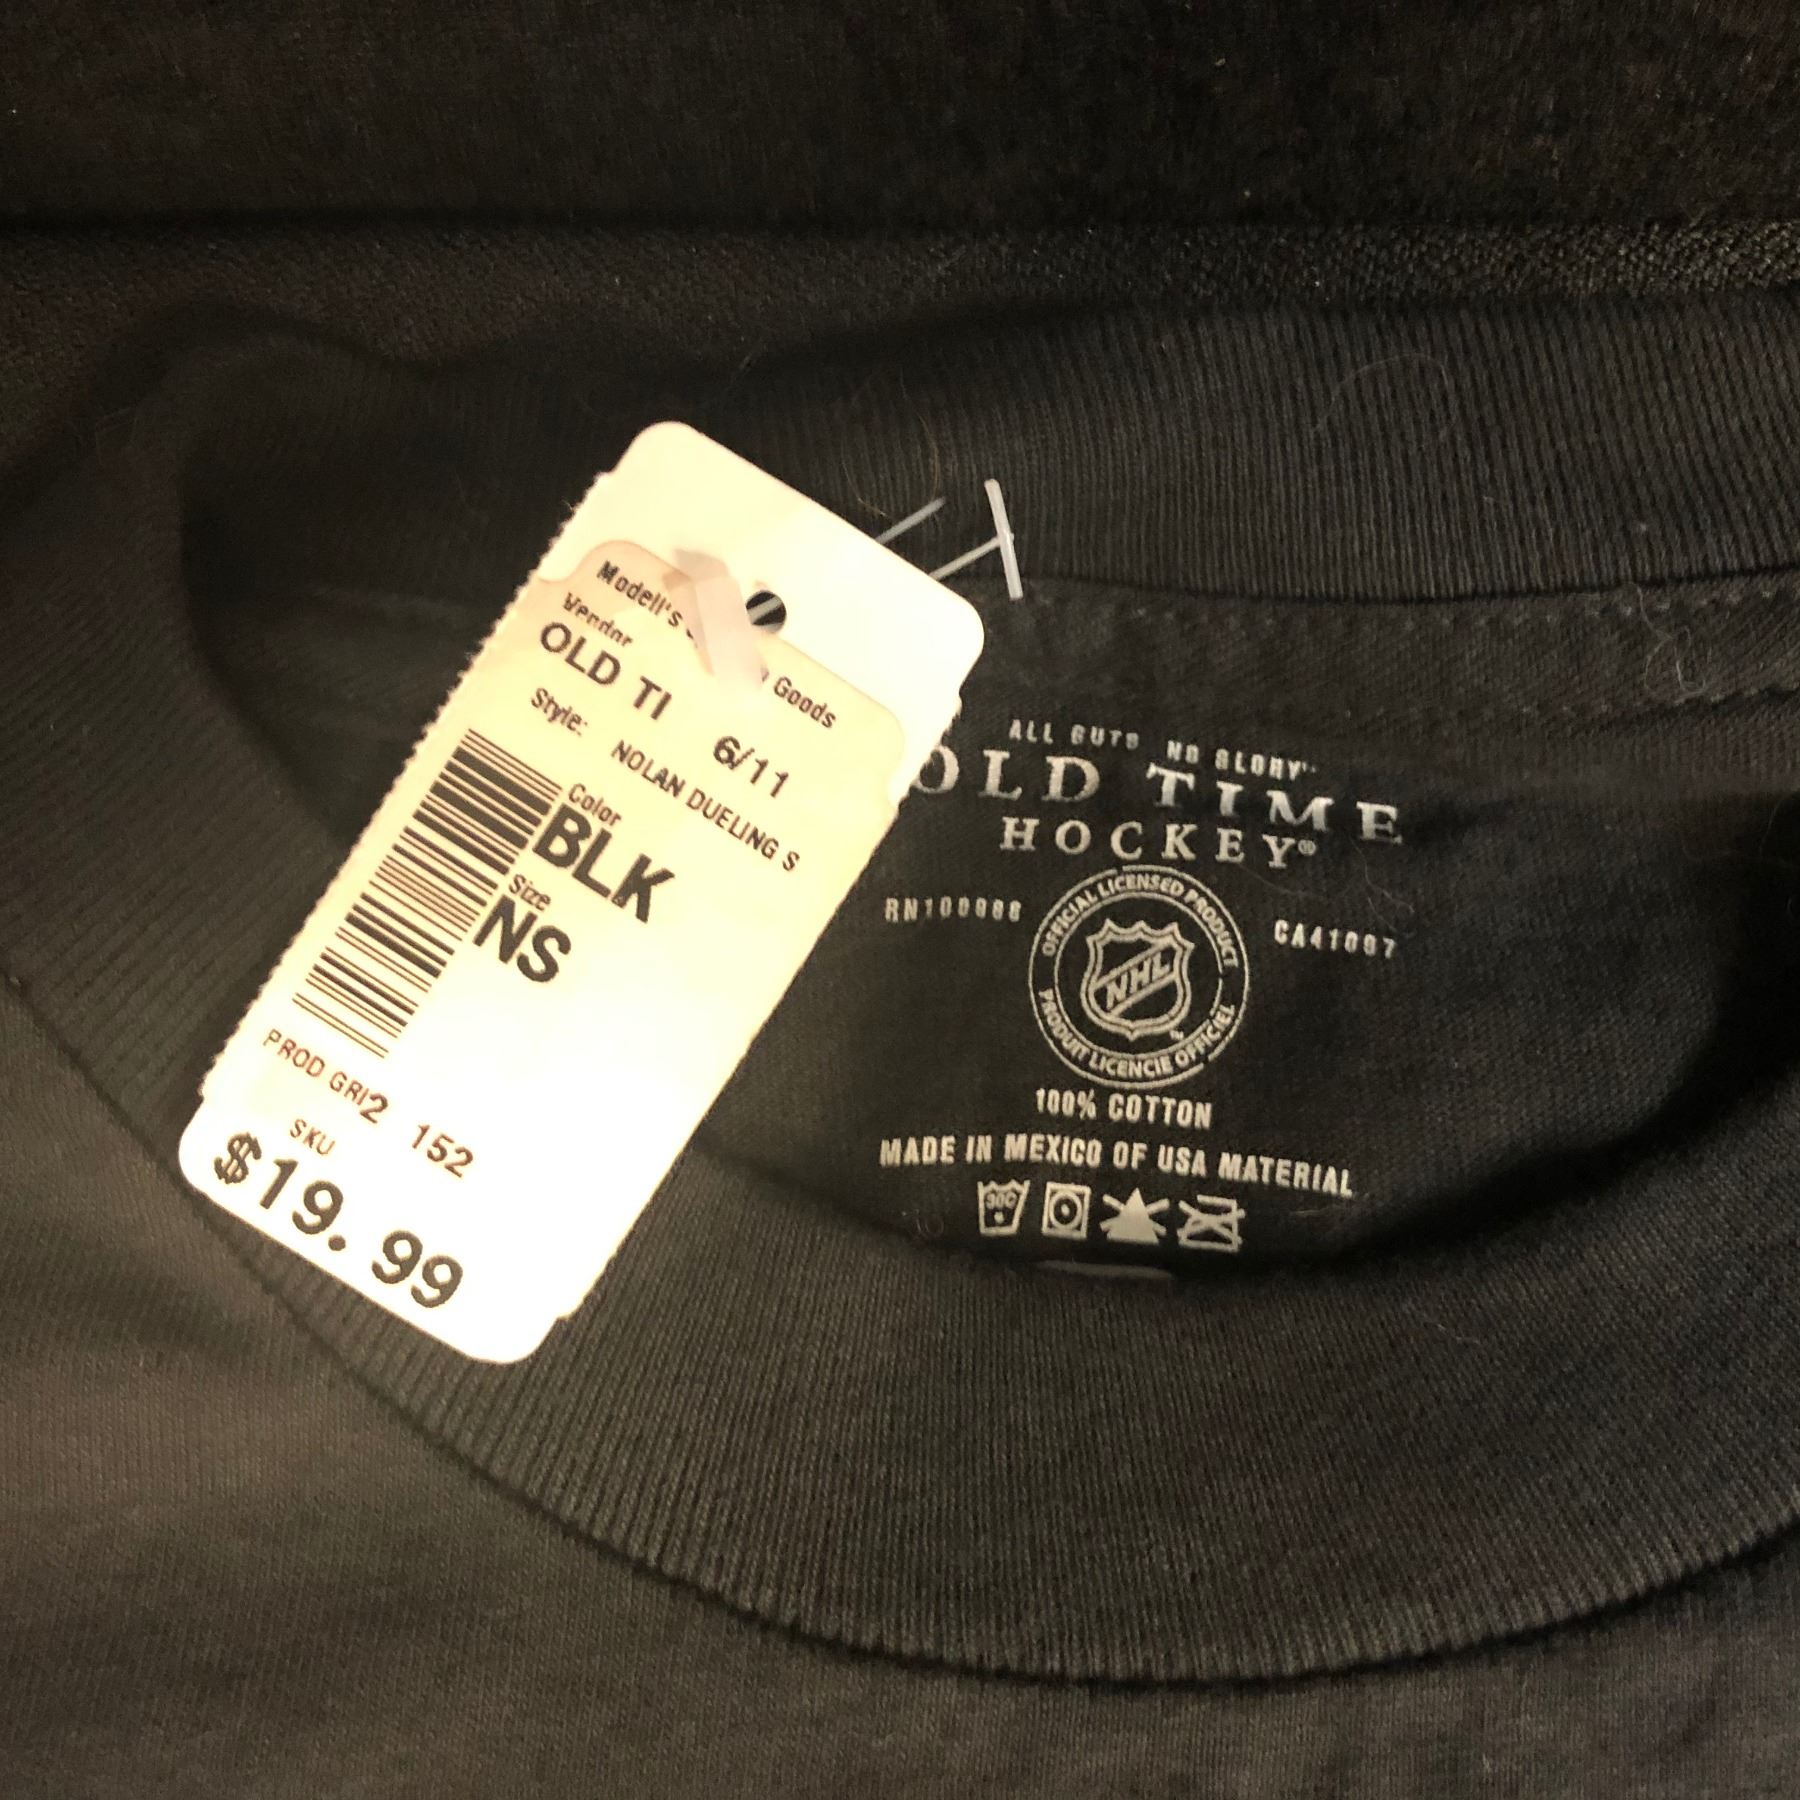 Modell's Goods
Vendor
OLD TI 6/11
Style: NOLAN DUELING S
Color
BLK
Size
NS
PROD GRI2 152
SKU
$19.99
ALL GUTS NO GLORY
OLD TIME
HOCKEY®
CA41097
OFFICIAL LICENSED PRODUCT
NHL
PRODUIT LICENCIE OFFICIEL
100% COTTON
MADE IN MEXICO OF USA MATERIAL
30C